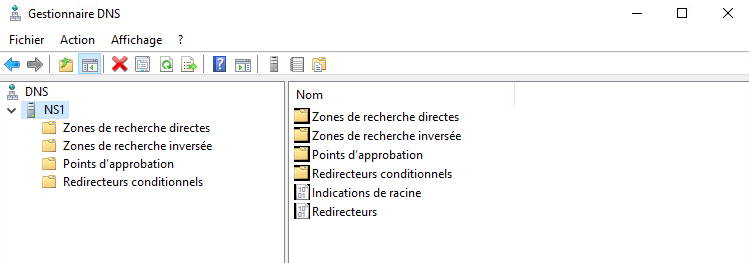 Gestionnaire DNS
Fichier Action Affichage ?
DNS
NS1
Zones de recherche directes
Zones de recherche inversée
Points d’approbation
Redirecteurs conditionnels
Nom
Zones de recherche directes
Zones de recherche inversée
Points d’approbation
Redirecteurs conditionnels
Indications de racine
Redirecteurs